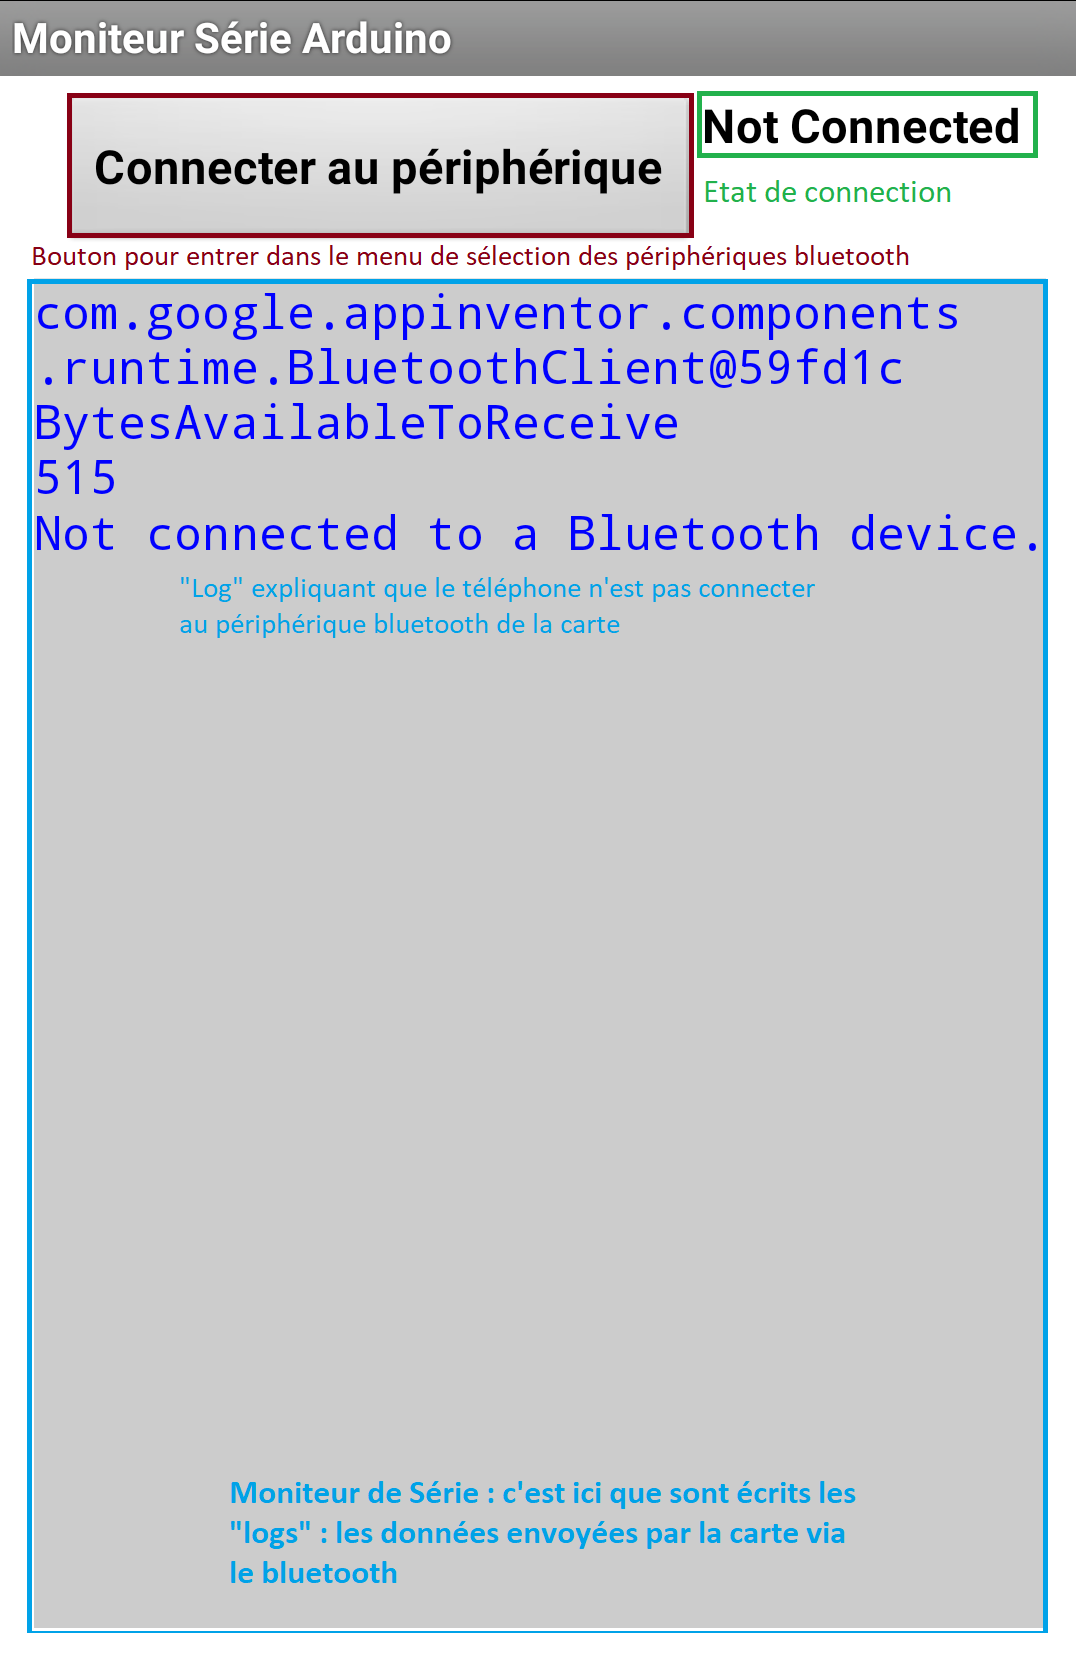 Moniteur Série Arduino
Connecter au périphérique
Not Connected
Etat de connection
Bouton pour entrer dans le menu de sélection des périphériques bluetooth
com.google.appinventor.components
.runtime.BluetoothClient@59fd1c
BytesAvailableToReceive
515
Not connected to a Bluetooth device.
"Log" expliquant que le téléphone n'est pas connecter
au périphérique bluetooth de la carte
Moniteur de Série : c'est ici que sont écrits les
"logs" : les données envoyées par la carte via
le bluetooth